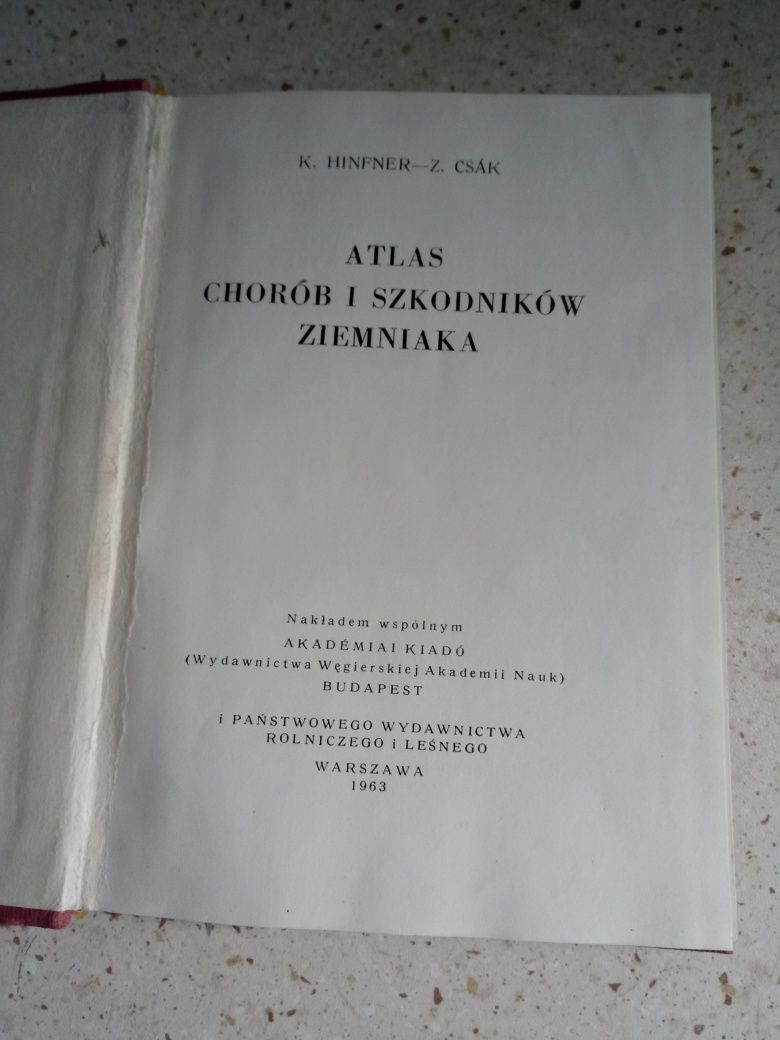 K. HINFNER—Z. CSÁK
ATLAS
CHORÓB I SZKODNIKÓW
ZIEMNIAKA
Nakładem wspólnym
AKADÉMIAI KIADÓ
(Wydawnictwa Węgierskiej Akademii Nauk)
BUDAPEST
i PAŃSTWOWEGO WYDAWNICTWA
ROLNICZEGO i LEŚNEGO
WARSZAWA
1963